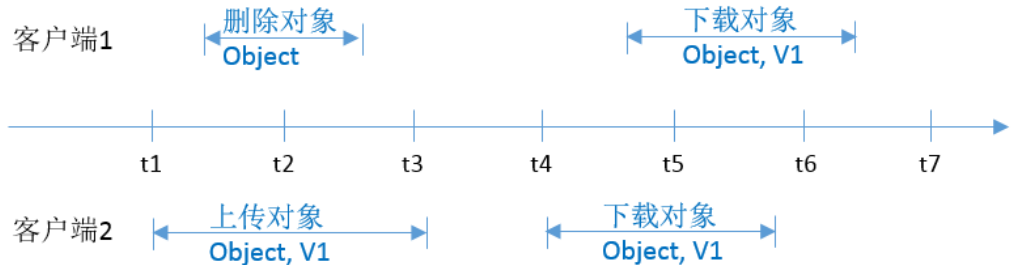 客户端1
删除对象
Object
下载对象
Object, V1
t1
t2
t3
t4
t5
t6
t7
客户端2
上传对象
Object, V1
下载对象
Object, V1